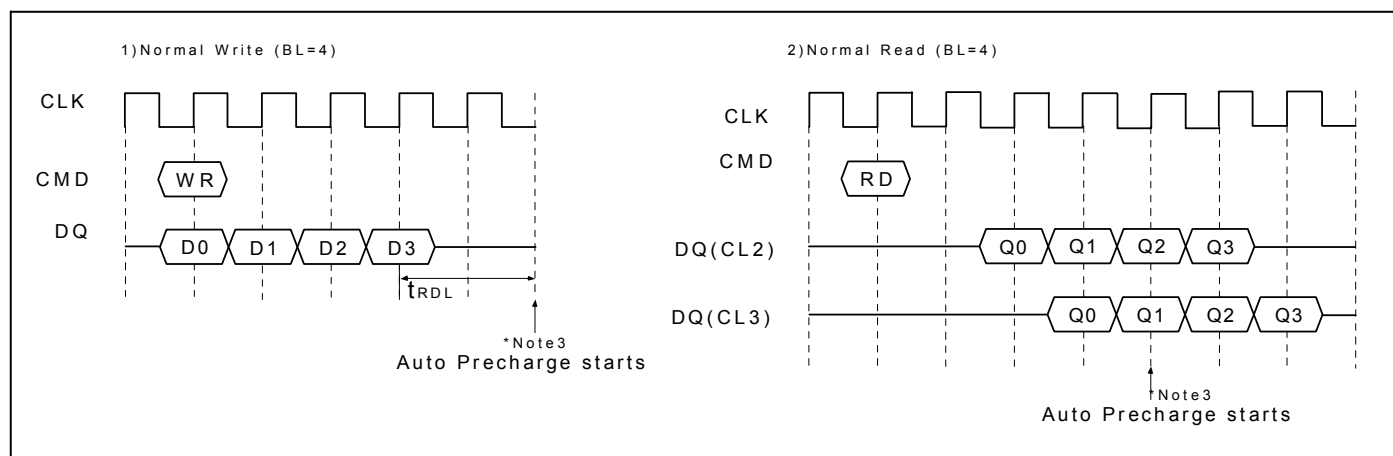 1)Normal Write (BL=4)
CLK
CMD
WR
DQ
D0 D1 D2 D3
tRDL
*Note3
Auto Precharge starts
2)Normal Read (BL=4)
CLK
CMD
RD
DQ(CL2)
Q0 Q1 Q2 Q3
DQ(CL3)
Q0 Q1 Q2 Q3
*Note3
Auto Precharge starts